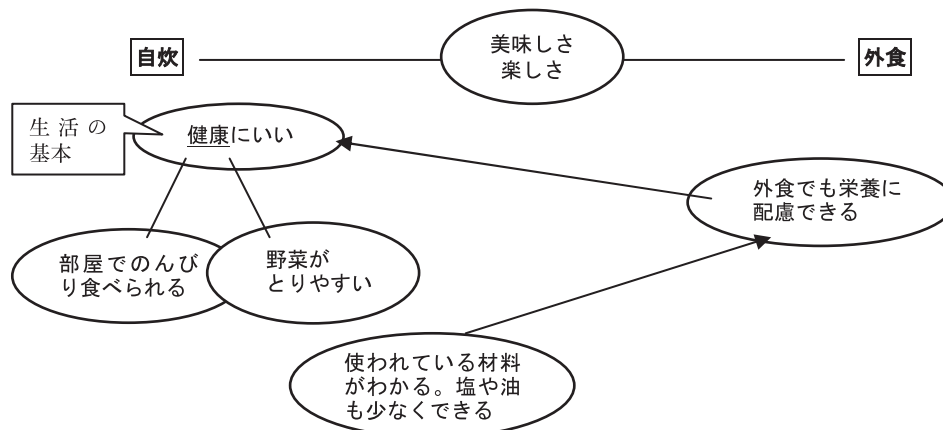 自炊
美味しさ
楽しさ
外食
生活の
基本
健康にいい
外食でも栄養に
配慮できる
部屋でのんび
り食べられる
野菜が
とりやすい
使われている材料
がわかる。塩や油
も少なくできる